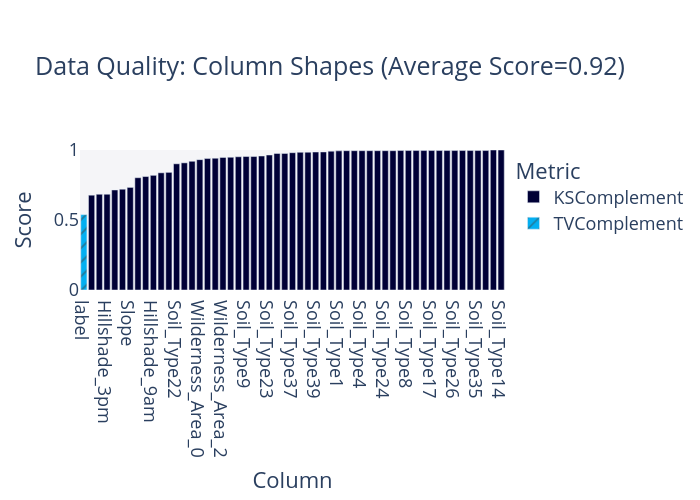 Data Quality: Column Shapes (Average Score=0.92)
1
0.5
0
Score
Metric
KSComplement
TVComplement
label
Hillshade_3pm
Slope
Hillshade_9am
Soil_Type22
Wilderness_Area_0
Wilderness_Area_2
Soil_Type9
Soil_Type23
Soil_Type37
Soil_Type39
Soil_Type1
Soil_Type4
Soil_Type24
Soil_Type8
Soil_Type17
Soil_Type26
Soil_Type35
Soil_Type14
Column